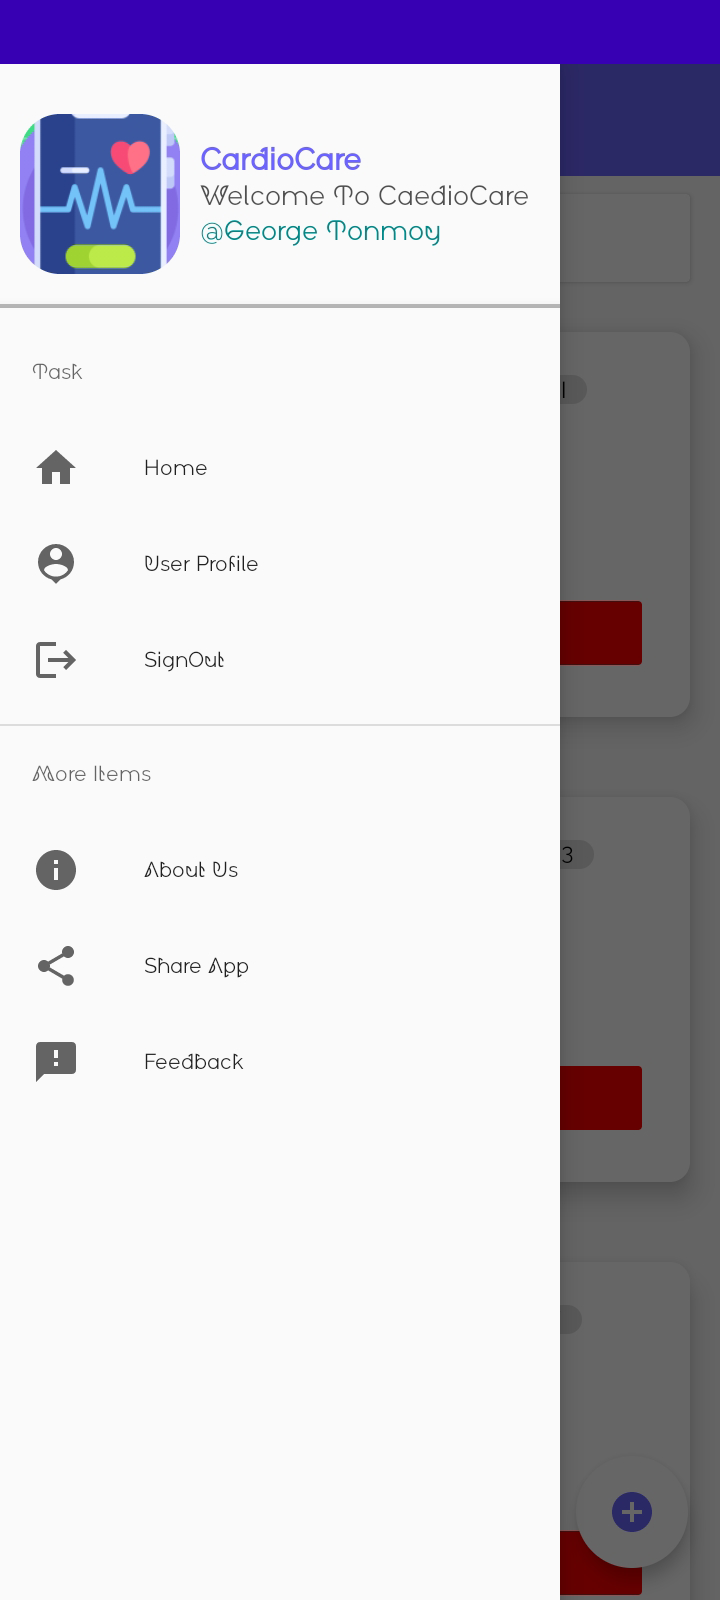 CardioCare
Welcome To CaedioCare
@George Tonmoy
Task
Home
User Profile
SignOut
More Items
About Us
Share App
Feedback
3